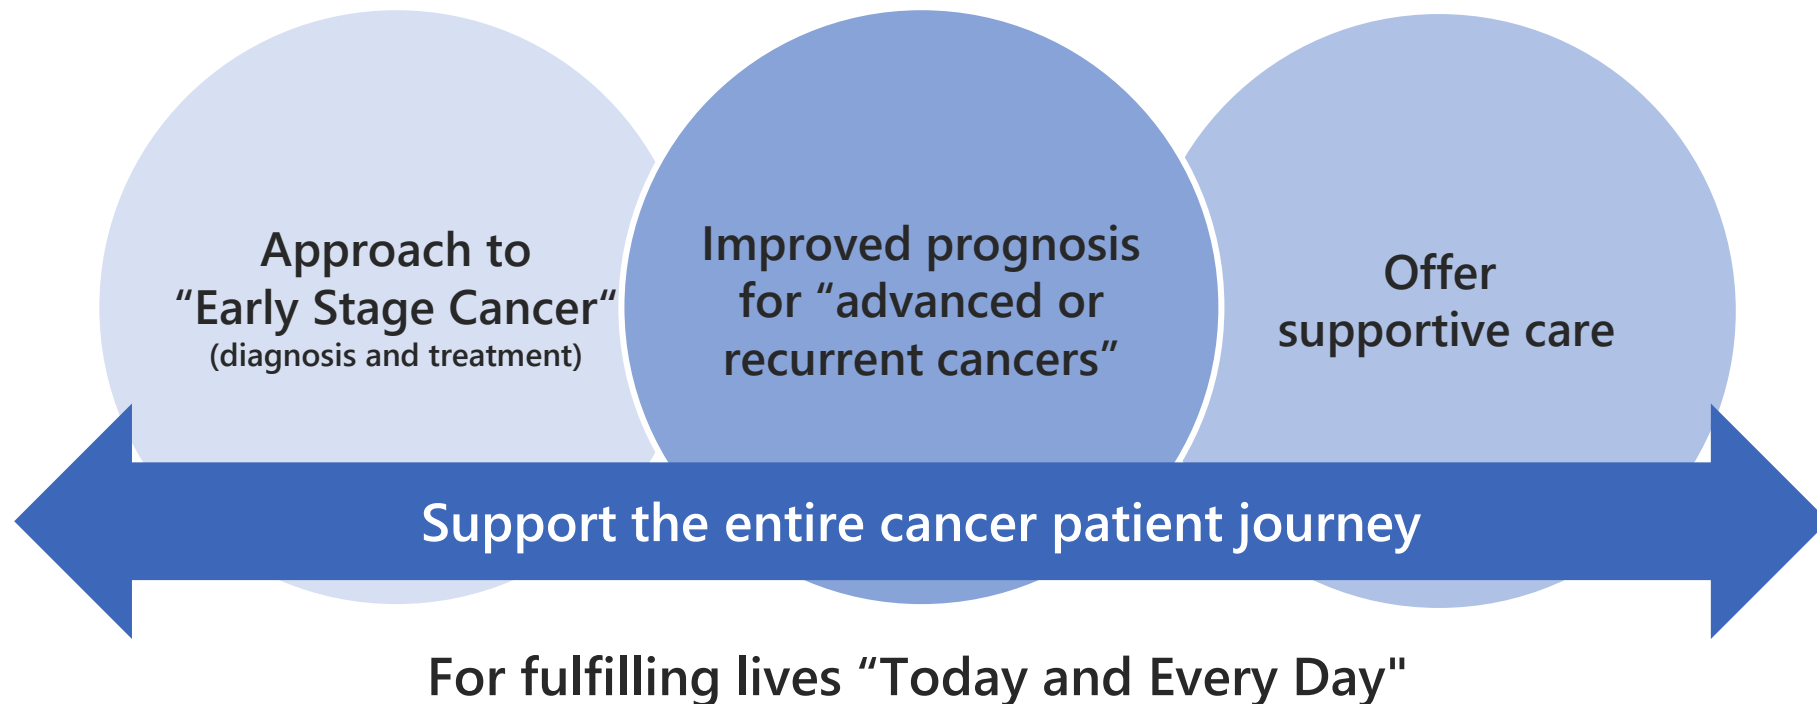 Approach to
“Early Stage Cancer“
(diagnosis and treatment)
Improved prognosis
for “advanced or
recurrent cancers”
Offer
supportive care
Support the entire cancer patient journey
For fulfilling lives “Today and Every Day"